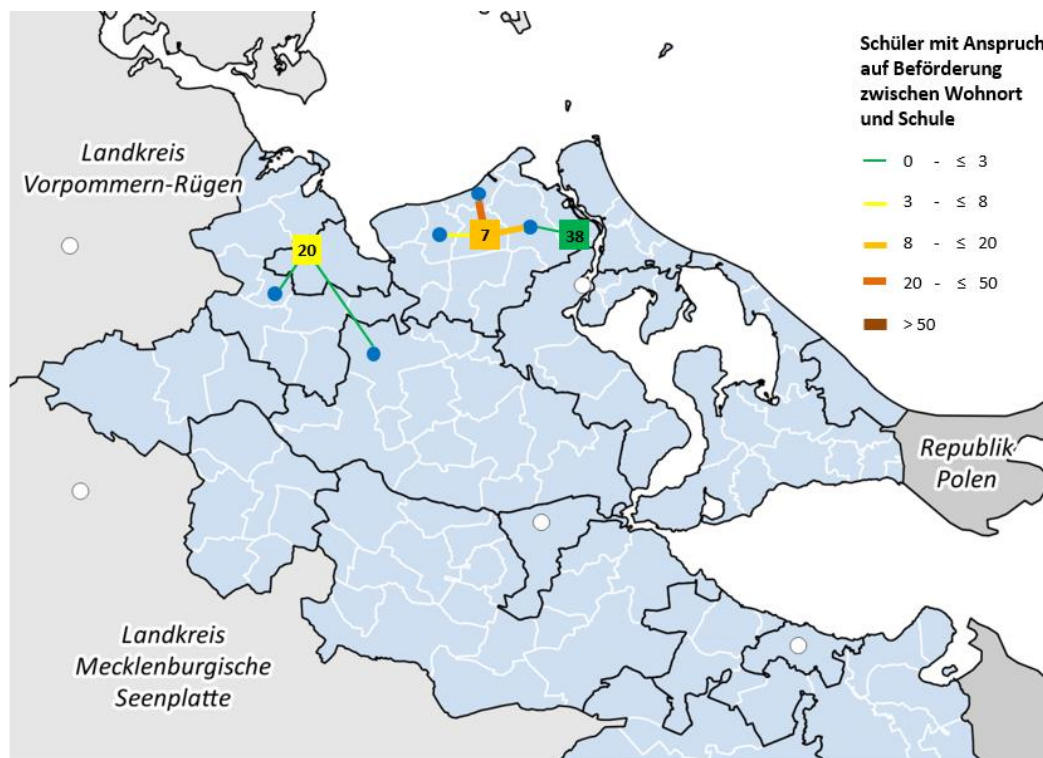 Schüler mit Anspruch
auf Beförderung
zwischen Wohnort
und Schule
0 - ≤ 3
3 - ≤ 8
8 - ≤ 20
20 - ≤ 50
> 50
Landkreis
Vorpommern-Rügen
20
7
38
Republik
Polen
Landkreis
Mecklenburgische
Seenplatte